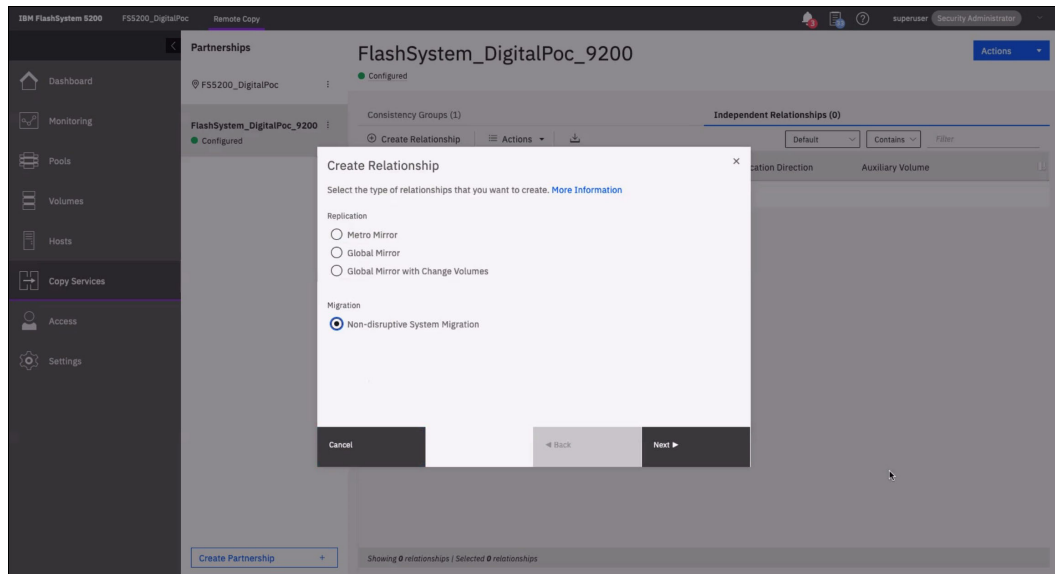 IBM FlashSystem 5200 FS5200_DigitalPoc Remote Copy
superuser Security Administrator
Dashboard
Monitoring
Pools
Volumes
Hosts
Copy Services
Access
Settings
Partnerships
FS5200_DigitalPoc
FlashSystem_DigitalPoc_9200
Configured
Create Partnership +
FlashSystem_DigitalPoc_9200
Configured
Actions
Consistency Groups (1)
Independent Relationships (0)
Create Relationship Actions
Default Contains Filter
cation Direction Auxiliary Volume
Create Relationship
Select the type of relationships that you want to create. More Information
Replication
Metro Mirror
Global Mirror
Global Mirror with Change Volumes
Migration
Non-disruptive System Migration
Cancel Back Next
Showing 0 relationships / Selected 0 relationships